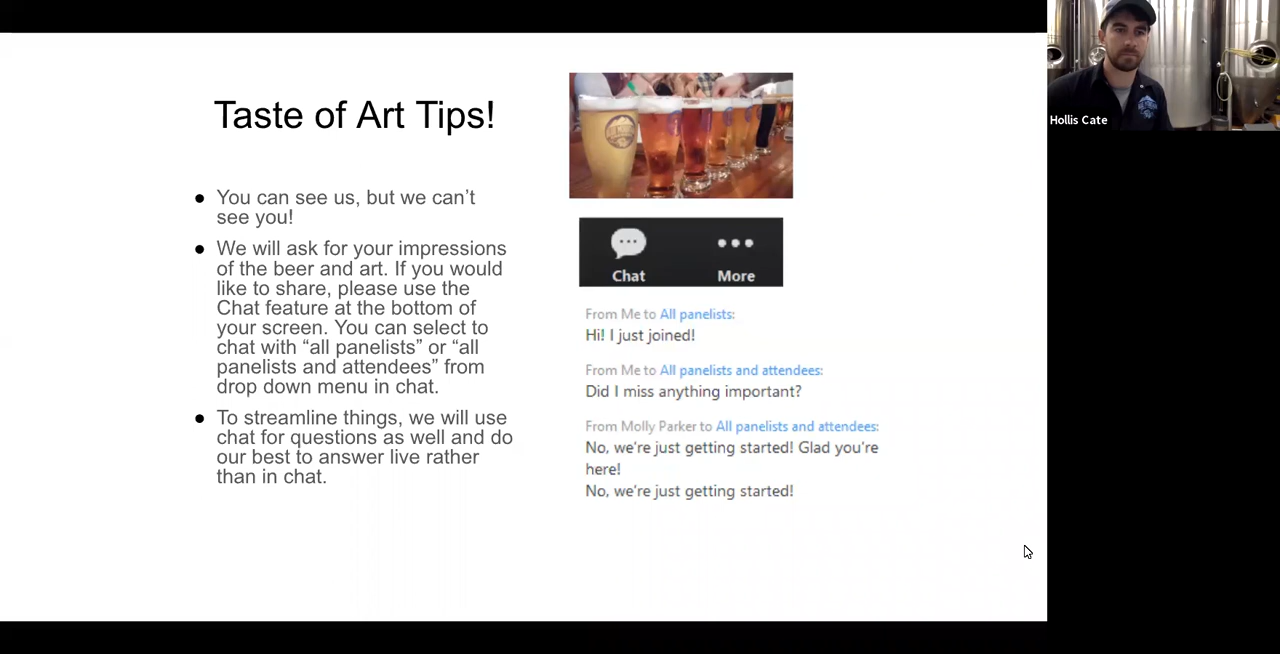 Taste of Art Tips!
● You can see us, but we can’t
see you!
● We will ask for your impressions
of the beer and art. If you would
like to share, please use the
Chat feature at the bottom of
your screen. You can select to
chat with “all panelists” or “all
panelists and attendees” from
drop down menu in chat.
● To streamline things, we will use
chat for questions as well and do
our best to answer live rather
than in chat.
Chat More
From Me to All panelists:
Hi! I just joined!
From Me to All panelists and attendees:
Did I miss anything important?
From Molly Parker to All panelists and attendees:
No, we’re just getting started! Glad you’re
here!
No, we’re just getting started!
Hollis Cate